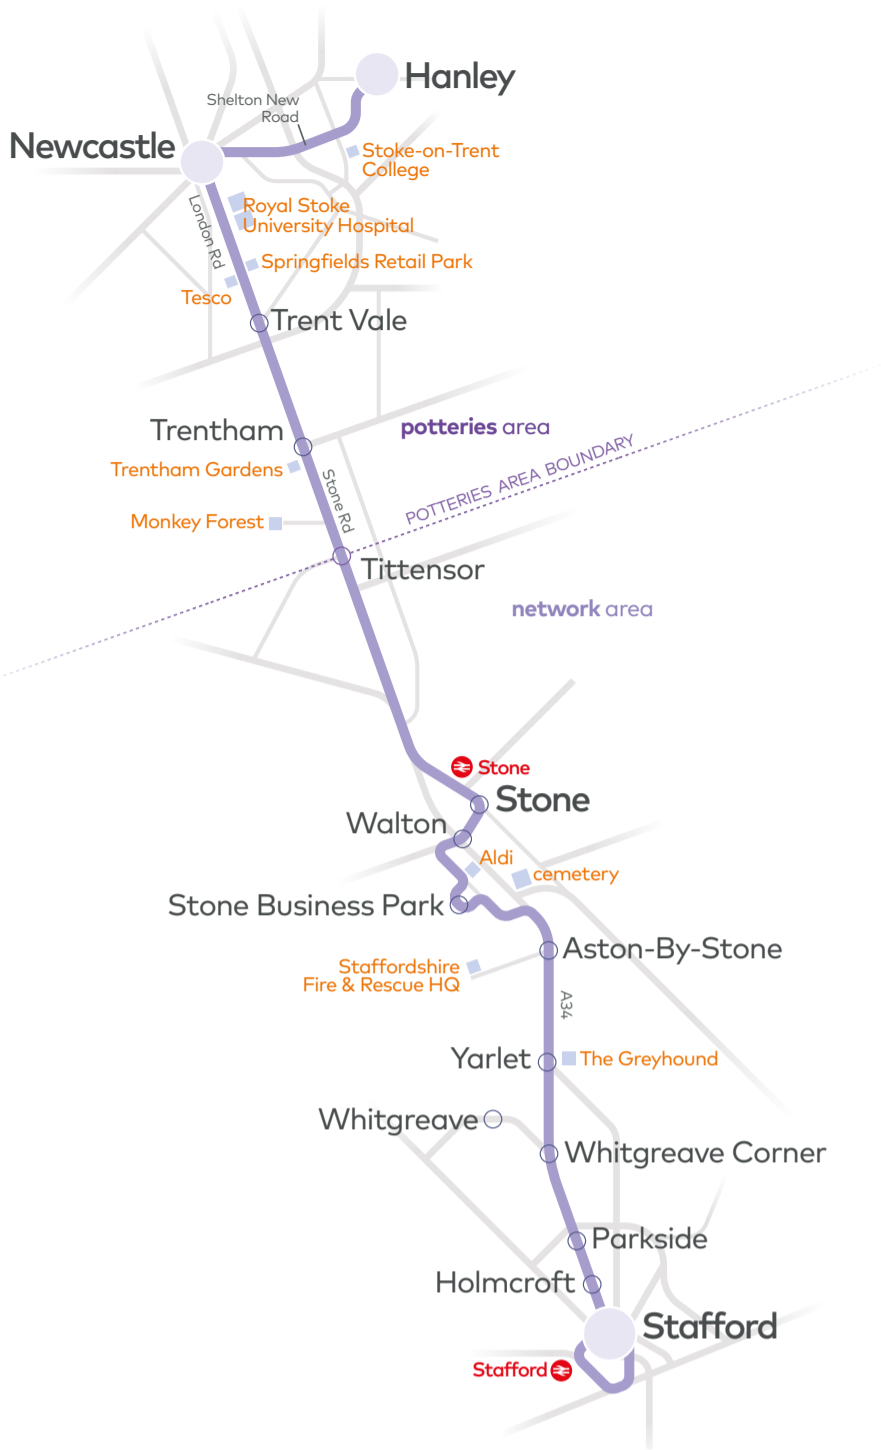 Hanley
Shelton New
Road
Newcastle
Stoke-on-Trent
College
London Rd
Royal Stoke
University Hospital
Springfields Retail Park
Tesco
Trent Vale
Trentham
potteries area
Trentham Gardens
Stone Rd
POTTERIES AREA BOUNDARY
Monkey Forest
Tittensor
network area
Stone
Stone
Walton
Aldi
cemetery
Stone Business Park
Aston-By-Stone
Staffordshire
Fire & Rescue HQ
A34
Yarlet
The Greyhound
Whitgreave
Whitgreave Corner
Parkside
Holmcroft
Stafford
Stafford